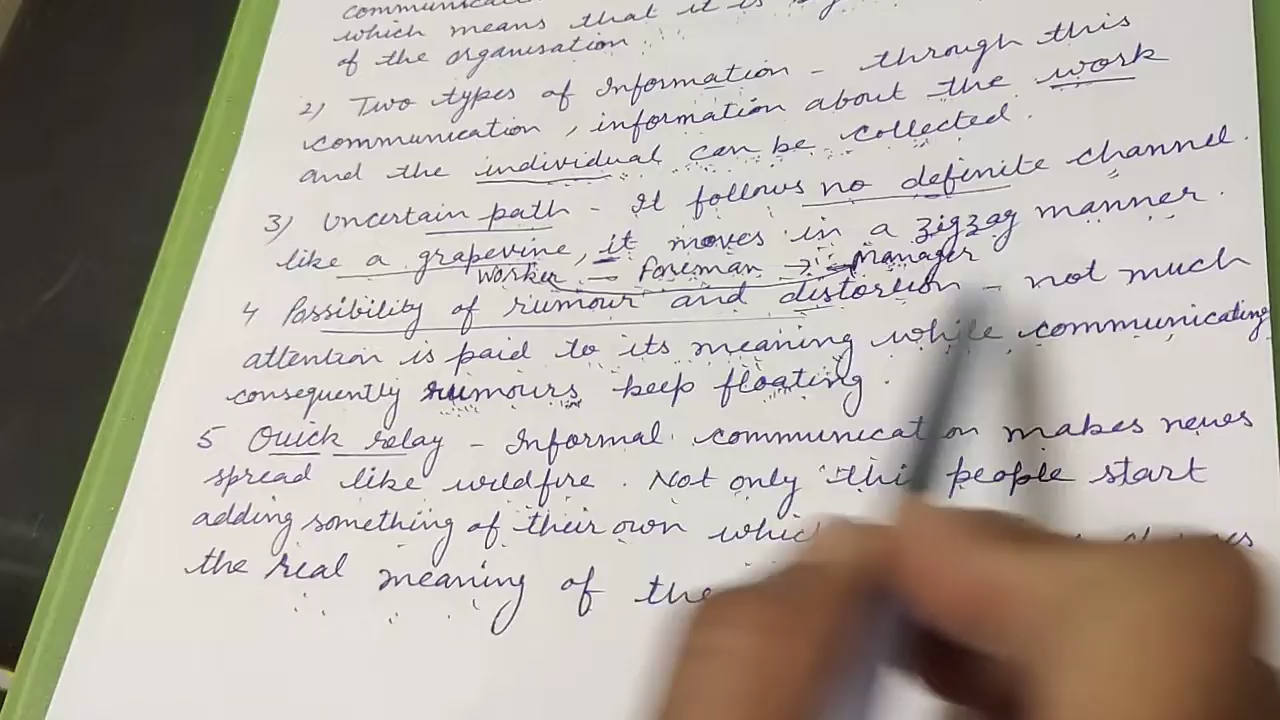 which means that it is
of the organisation
2) Two types of Information - through this
communication, information about the work
and the individual can be collected.
3) Uncertain path - It follows no definite channel.
like a grapevine, it moves in a zigzag manner.
Worker - Foreman → Manager
4 Possibility of rumour and distortion - not much
attention is paid to its meaning while communicating
consequently rumours keep floating.
5 Quick relay - Informal communication makes news
spread like wildfire. Not only this people start
adding something of their own
the real meaning of the